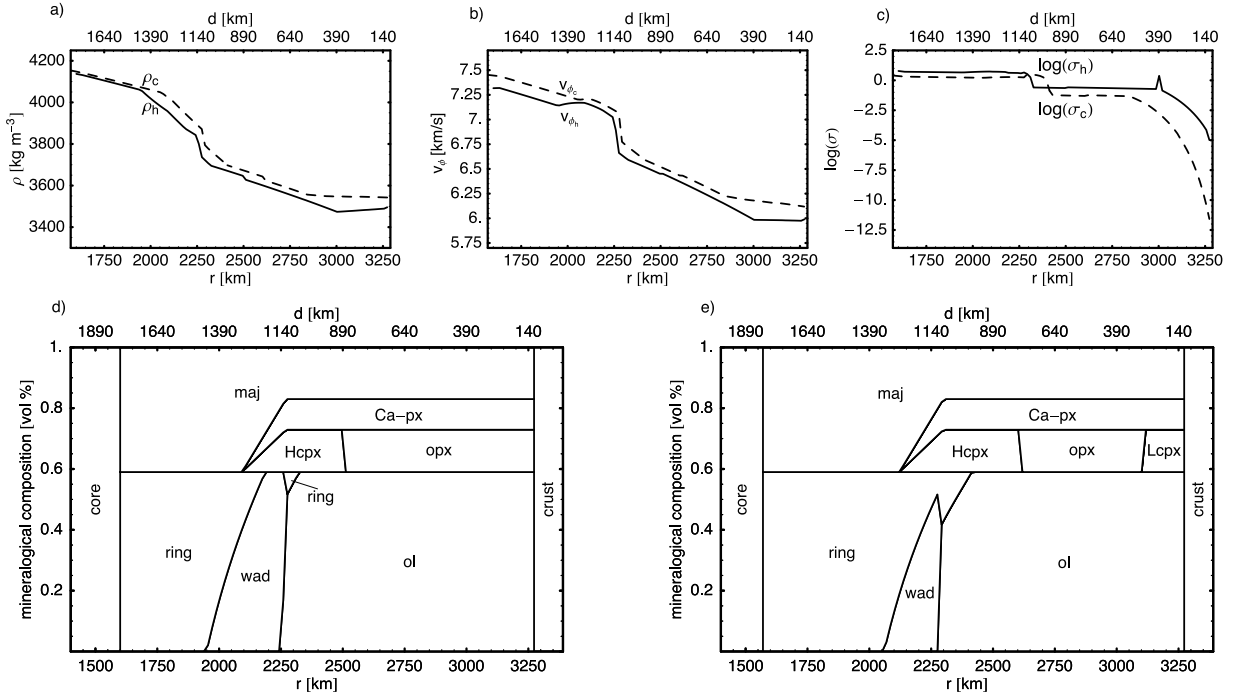 a)
d [km]
1640 1390 1140 890 640 390 140
4200
4000
3800
3600
3400
ρ [kg m⁻³]
ρc
ρh
1750 2000 2250 2500 2750 3000 3250
r [km]
b)
d [km]
1640 1390 1140 890 640 390 140
7.75
7.5
7.25
7.
6.75
6.5
6.25
6.
5.75
vϕ [km/s]
vϕc
vϕh
1750 2000 2250 2500 2750 3000 3250
r [km]
c)
d [km]
1640 1390 1140 890 640 390 140
2.5
0.
−2.5
−5.
−7.5
−10.
−12.5
log(σ)
log(σh)
log(σc)
1750 2000 2250 2500 2750 3000 3250
r [km]
d)
d [km]
1890 1640 1390 1140 890 640 390 140
1.
0.8
0.6
0.4
0.2
mineralogical composition [vol %]
core
maj
Ca−px
Hcpx
opx
ring
ring
wad
ol
crust
1500 1750 2000 2250 2500 2750 3000 3250
r [km]
e)
d [km]
1890 1640 1390 1140 890 640 390 140
1.
0.8
0.6
0.4
0.2
mineralogical composition [vol %]
core
maj
Ca−px
Hcpx
opx
Lcpx
ring
wad
ol
crust
1500 1750 2000 2250 2500 2750 3000 3250
r [km]